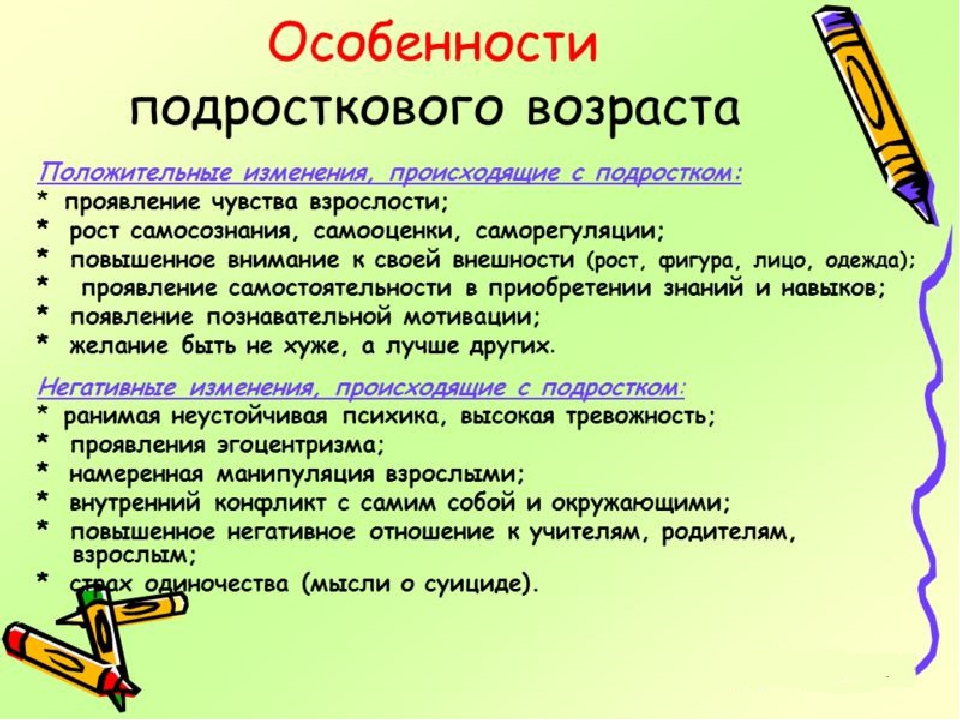 Особенности
подросткового возраста
Положительные изменения, происходящие с подростком:
* проявление чувства взрослости;
* рост самосознания, самооценки, саморегуляции;
* повышенное внимание к своей внешности (рост, фигура, лицо, одежда);
* проявление самостоятельности в приобретении знаний и навыков;
* появление познавательной мотивации;
* желание быть не хуже, а лучше других.
Негативные изменения, происходящие с подростком:
* ранимая неустойчивая психика, высокая тревожность;
* проявления эгоцентризма;
* намеренная манипуляция взрослыми;
* внутренний конфликт с самим собой и окружающими;
* повышенное негативное отношение к учителям, родителям,
взрослым;
* страх одиночества (мысли о суициде).